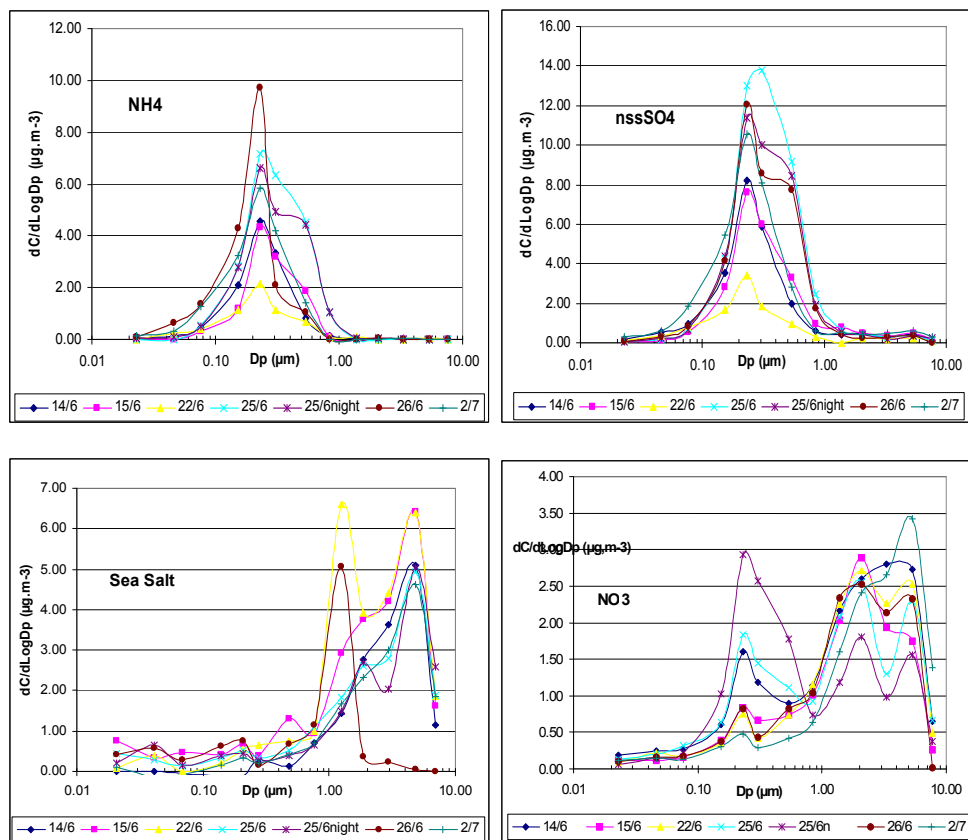 12.00
10.00
8.00
6.00
4.00
2.00
0.00
dC/dLogDp (µg.m-3)
NH4
0.01 0.10 1.00 10.00
Dp (µm)
14/6 15/6 22/6 25/6 25/6night 26/6 2/7
16.00
14.00
12.00
10.00
8.00
6.00
4.00
2.00
0.00
dC/dLogDp (µg.m-3)
nssSO4
0.01 0.10 1.00 10.00
Dp (µm)
14/6 15/6 22/6 25/6 25/6night 26/6 2/7
7.00
6.00
5.00
4.00
3.00
2.00
1.00
0.00
dC/dLogDp (µg.m-3)
Sea Salt
0.01 0.10 1.00 10.00
Dp (µm)
14/6 15/6 22/6 25/6 25/6night 26/6 2/7
4.00
3.50
3.00
2.50
2.00
1.50
1.00
0.50
0.00
dC/dLogDp (µg,m-3)
NO3
0.01 0.10 1.00 10.00
Dp (µm)
14/6 15/6 22/6 25/6 25/6n 26/6 2/7